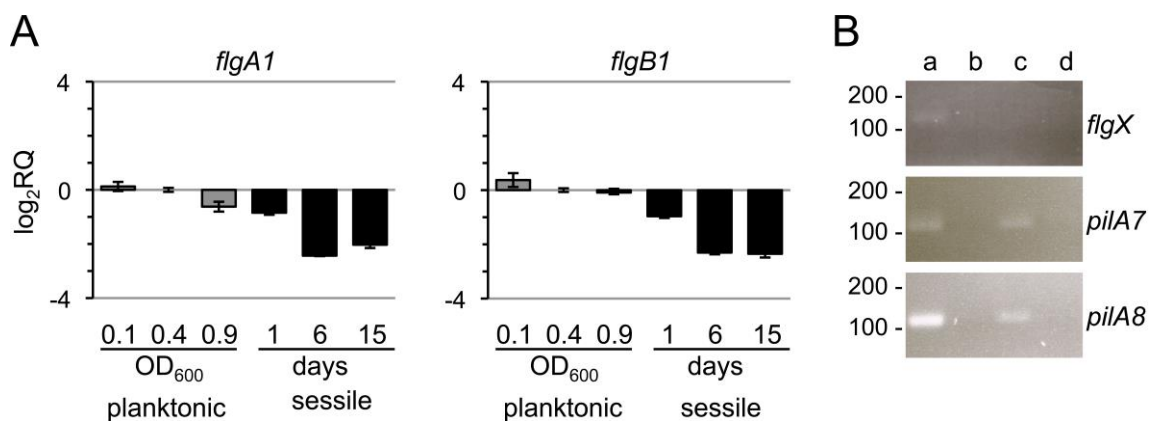 A
B
flgA1
flgB1
a b c d
log₂RQ
4
0
-4
0.1 0.4 0.9 1 6 15
OD₆₀₀ days
planktonic sessile
4
0
-4
0.1 0.4 0.9 1 6 15
OD₆₀₀ days
planktonic sessile
200 -
100 -
flgX
200 -
100 -
pilA7
200 -
100 -
pilA8